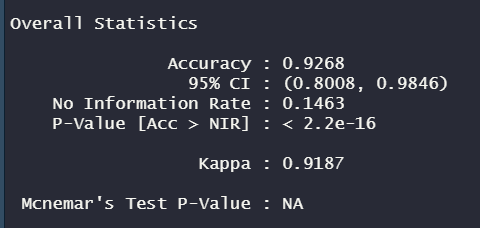 Overall Statistics
Accuracy : 0.9268
95% CI : (0.8008, 0.9846)
No Information Rate : 0.1463
P-Value [Acc > NIR] : < 2.2e-16
Kappa : 0.9187
Mcnemar's Test P-Value : NA